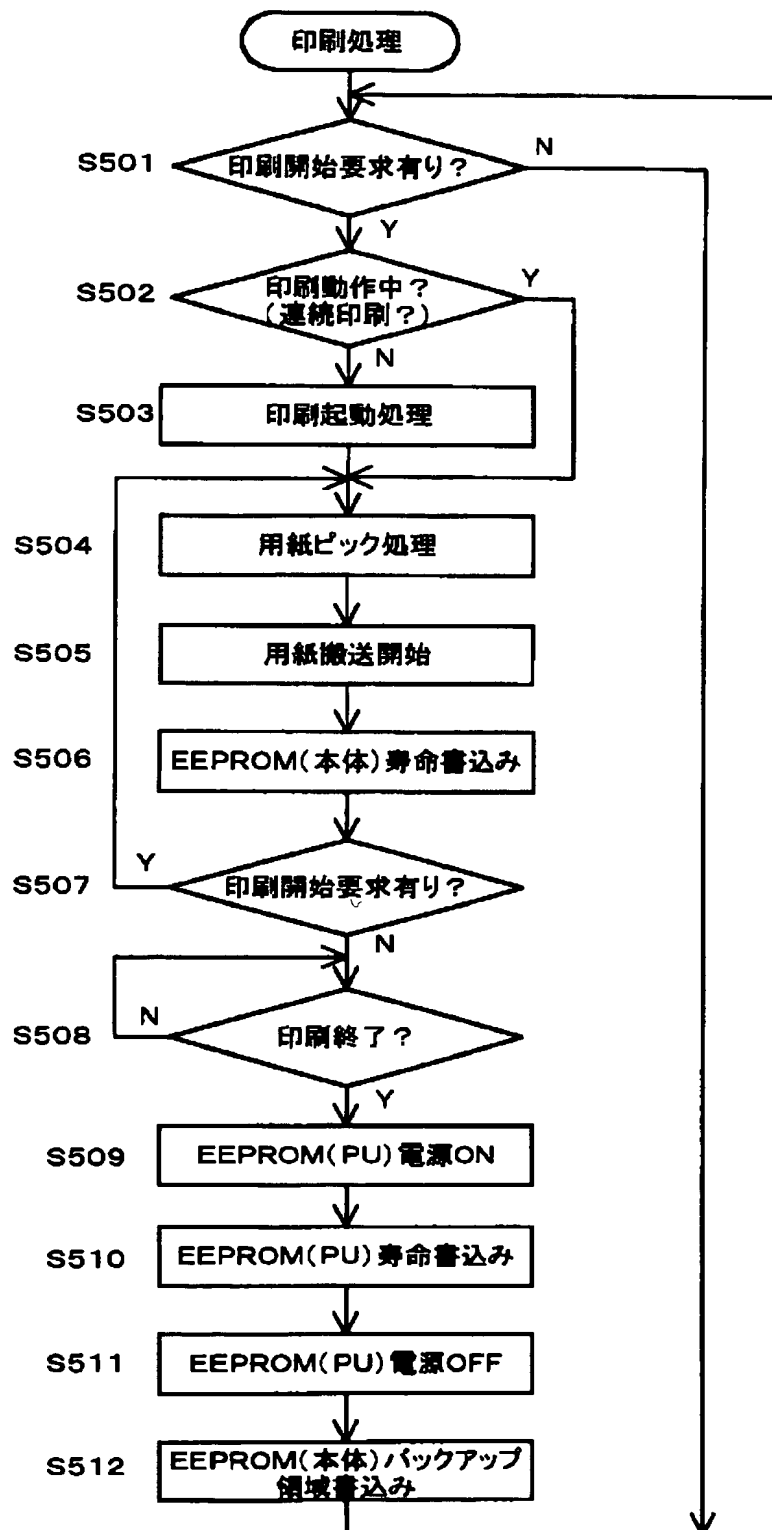 印刷処理
S501
印刷開始要求有り？
N
Y
S502
印刷動作中？
（連続印刷？）
Y
N
S503
印刷起動処理
S504
用紙ピック処理
S505
用紙搬送開始
S506
EEPROM（本体）寿命書込み
S507
Y
印刷開始要求有り？
N
S508
N
印刷終了？
Y
S509
EEPROM（PU）電源ON
S510
EEPROM（PU）寿命書込み
S511
EEPROM（PU）電源OFF
S512
EEPROM（本体）バックアップ
領域書込み